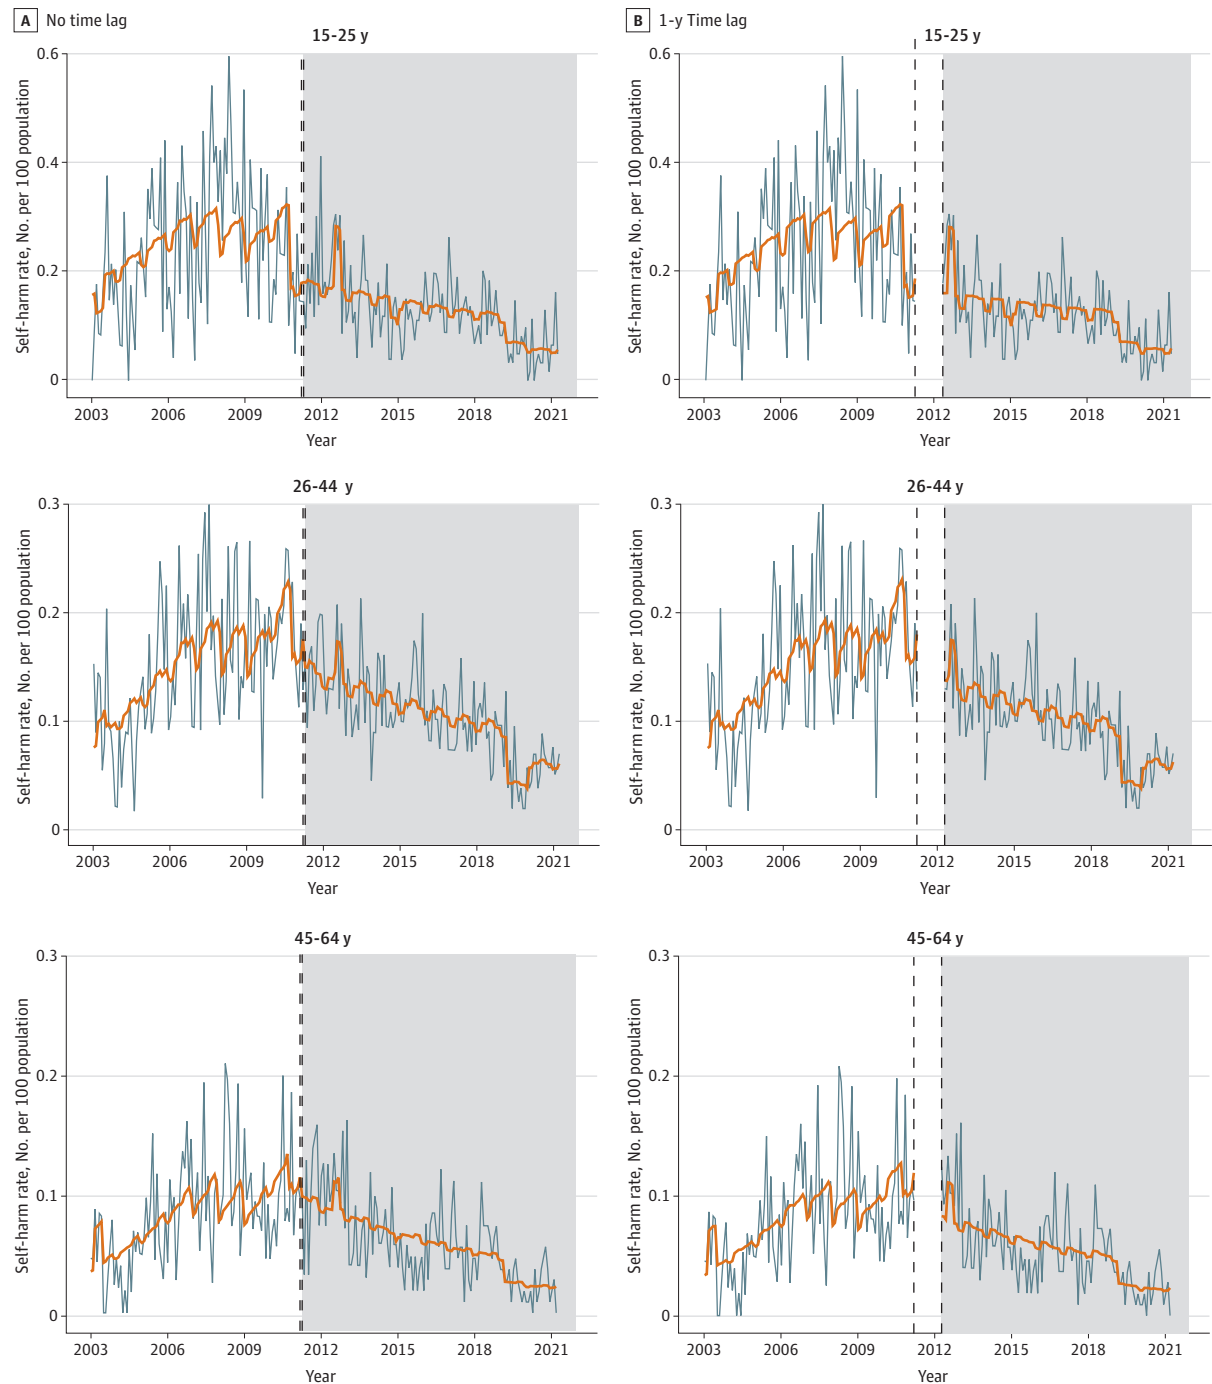 A No time lag
15-25 y
Self-harm rate, No. per 100 population
0.6
0.4
0.2
0
2003 2006 2009 2012 2015 2018 2021
Year
26-44 y
Self-harm rate, No. per 100 population
0.3
0.2
0.1
0
2003 2006 2009 2012 2015 2018 2021
Year
45-64 y
Self-harm rate, No. per 100 population
0.3
0.2
0.1
0
2003 2006 2009 2012 2015 2018 2021
Year
B 1-y Time lag
15-25 y
Self-harm rate, No. per 100 population
0.6
0.4
0.2
0
2003 2006 2009 2012 2015 2018 2021
Year
26-44 y
Self-harm rate, No. per 100 population
0.3
0.2
0.1
0
2003 2006 2009 2012 2015 2018 2021
Year
45-64 y
Self-harm rate, No. per 100 population
0.3
0.2
0.1
0
2003 2006 2009 2012 2015 2018 2021
Year